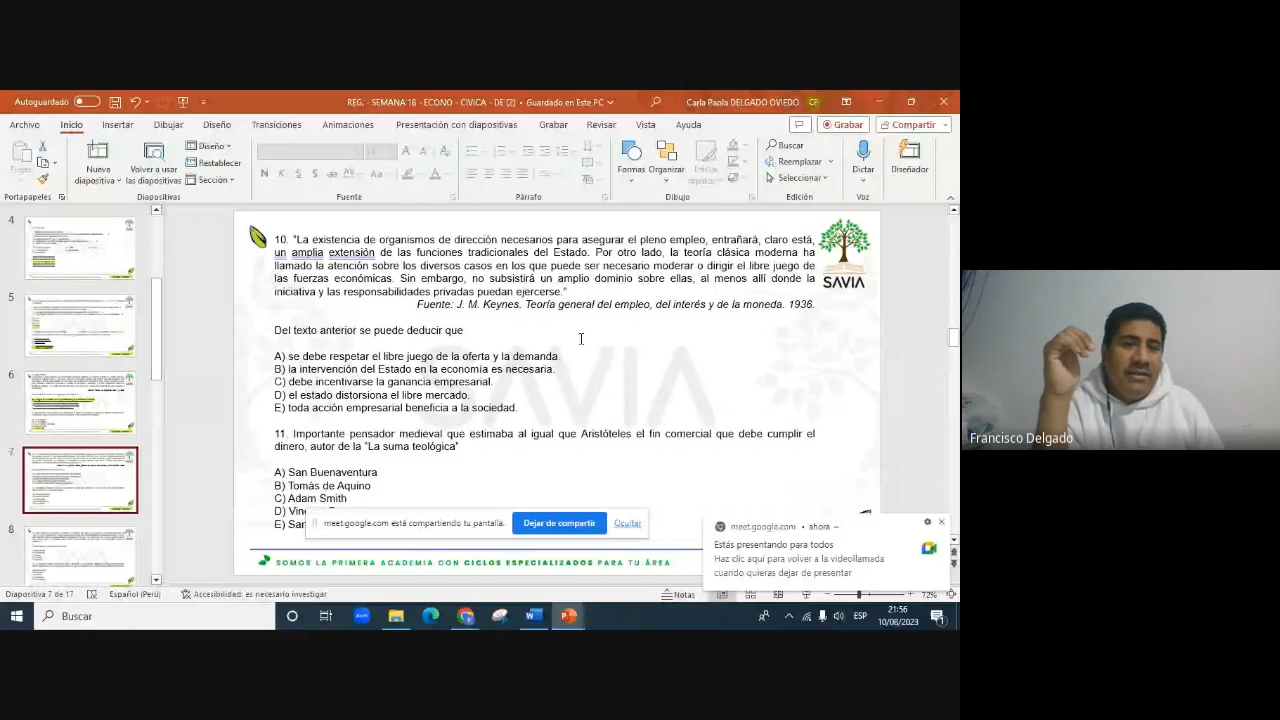 Autoguardado
REG. - SEMANA 18 - ECONO - CIVICA - DE (2) • Guardado en Este PC
Carla Paola DELGADO OVIEDO CP
Archivo Inicio Insertar Dibujar Diseño Transiciones Animaciones Presentación con diapositivas Grabar Revisar Vista Ayuda
Grabar Compartir
Pegar
Nueva diapositiva
Volver a usar las diapositivas
Diseño
Restablecer
Sección
N K S ab AV Aa
Formas Organizar Estilos rápidos
Buscar
Reemplazar
Seleccionar
Dictar
Diseñador
Portapapeles Diapositivas Fuente Párrafo Dibujo Edición Voz Diseñador
4
5
6
7
8
10. "La existencia de organismos de dirección necesarios para asegurar el pleno empleo, entrañará, claro está,
un amplia extensión de las funciones tradicionales del Estado. Por otro lado, la teoría clásica moderna ha
llamado la atención sobre los diversos casos en los que puede ser necesario moderar o dirigir el libre juego de
las fuerzas económicas. Sin embargo, no subsistirá un amplio dominio sobre ellas, al menos allí donde la
iniciativa y las responsabilidades privadas puedan ejercerse."
Fuente: J. M. Keynes. Teoría general del empleo, del interés y de la moneda. 1936.
SAVIA
Del texto anterior se puede deducir que
A) se debe respetar el libre juego de la oferta y la demanda.
B) la intervención del Estado en la economía es necesaria.
C) debe incentivarse la ganancia empresarial.
D) el Estado distorsiona el libre mercado.
E) toda acción empresarial beneficia a la sociedad.
11. Importante pensador medieval que estimaba al igual que Aristóteles el fin comercial que debe cumplir el
dinero, autor de la "La suma teológica"
A) San Buenaventura
B) Tomás de Aquino
C) Adam Smith
D)
E)
meet.google.com está compartiendo tu pantalla.
Dejar de compartir
Ocultar
meet.google.com • ahora
Estás presentando para todos
Haz clic aquí para volver a la videollamada
cuando quieras dejar de presentar
SOMOS LA PRIMERA ACADEMIA CON CICLOS ESPECIALIZADOS PARA TU ÁREA
Diapositiva 7 de 17
Español (Perú)
Accesibilidad: es necesario investigar
Notas
72%
Buscar
ESP
21:56
10/08/2023
Francisco Delgado